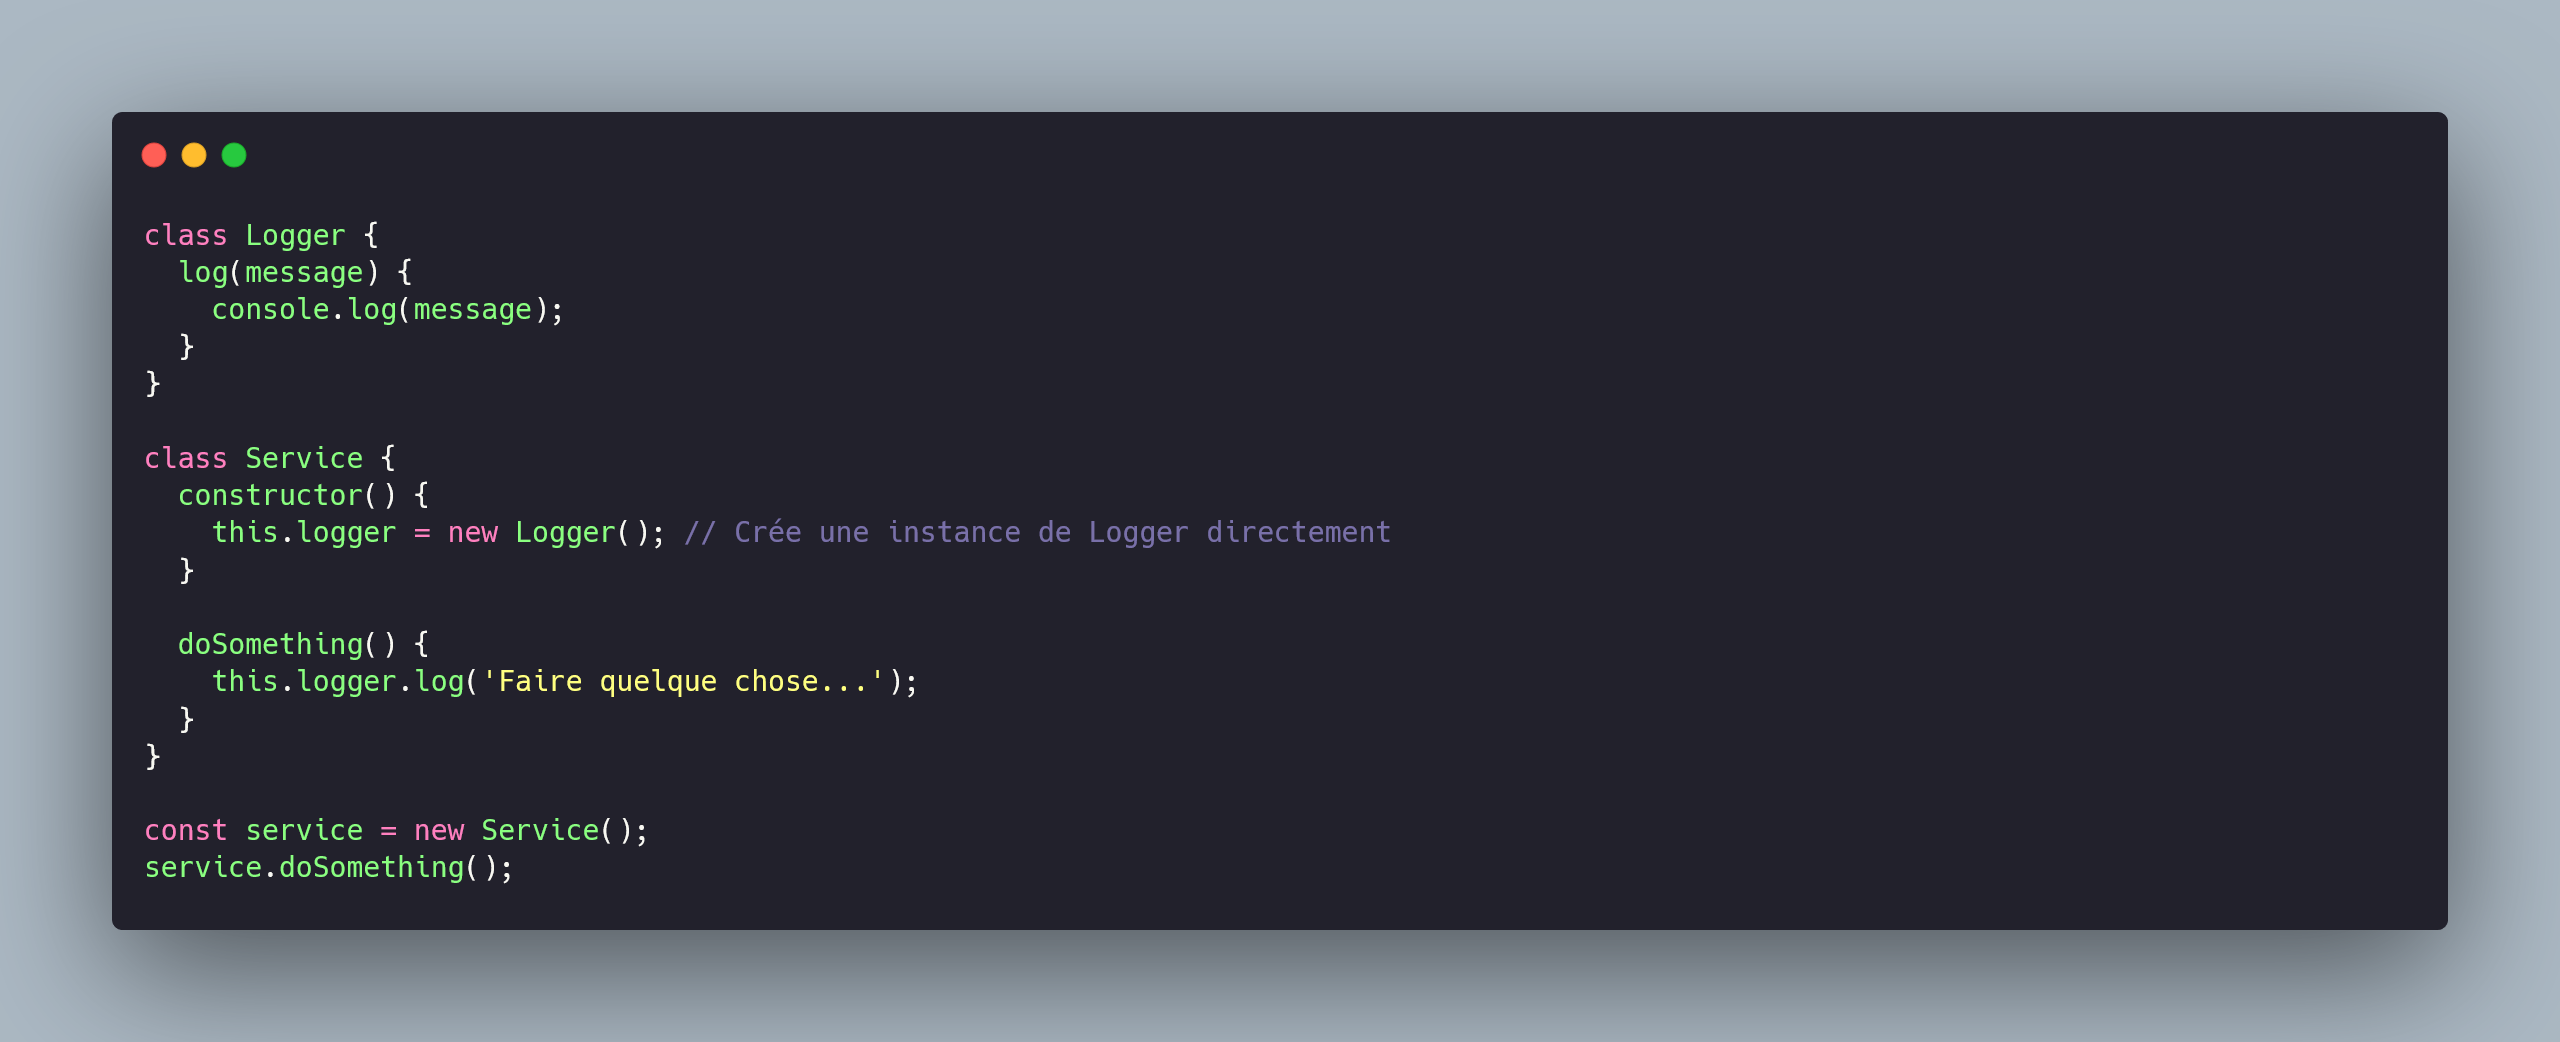 class Logger {
  log(message) {
    console.log(message);
  }
}

class Service {
  constructor() {
    this.logger = new Logger(); // Crée une instance de Logger directement
  }

  doSomething() {
    this.logger.log('Faire quelque chose...');
  }
}

const service = new Service();
service.doSomething();